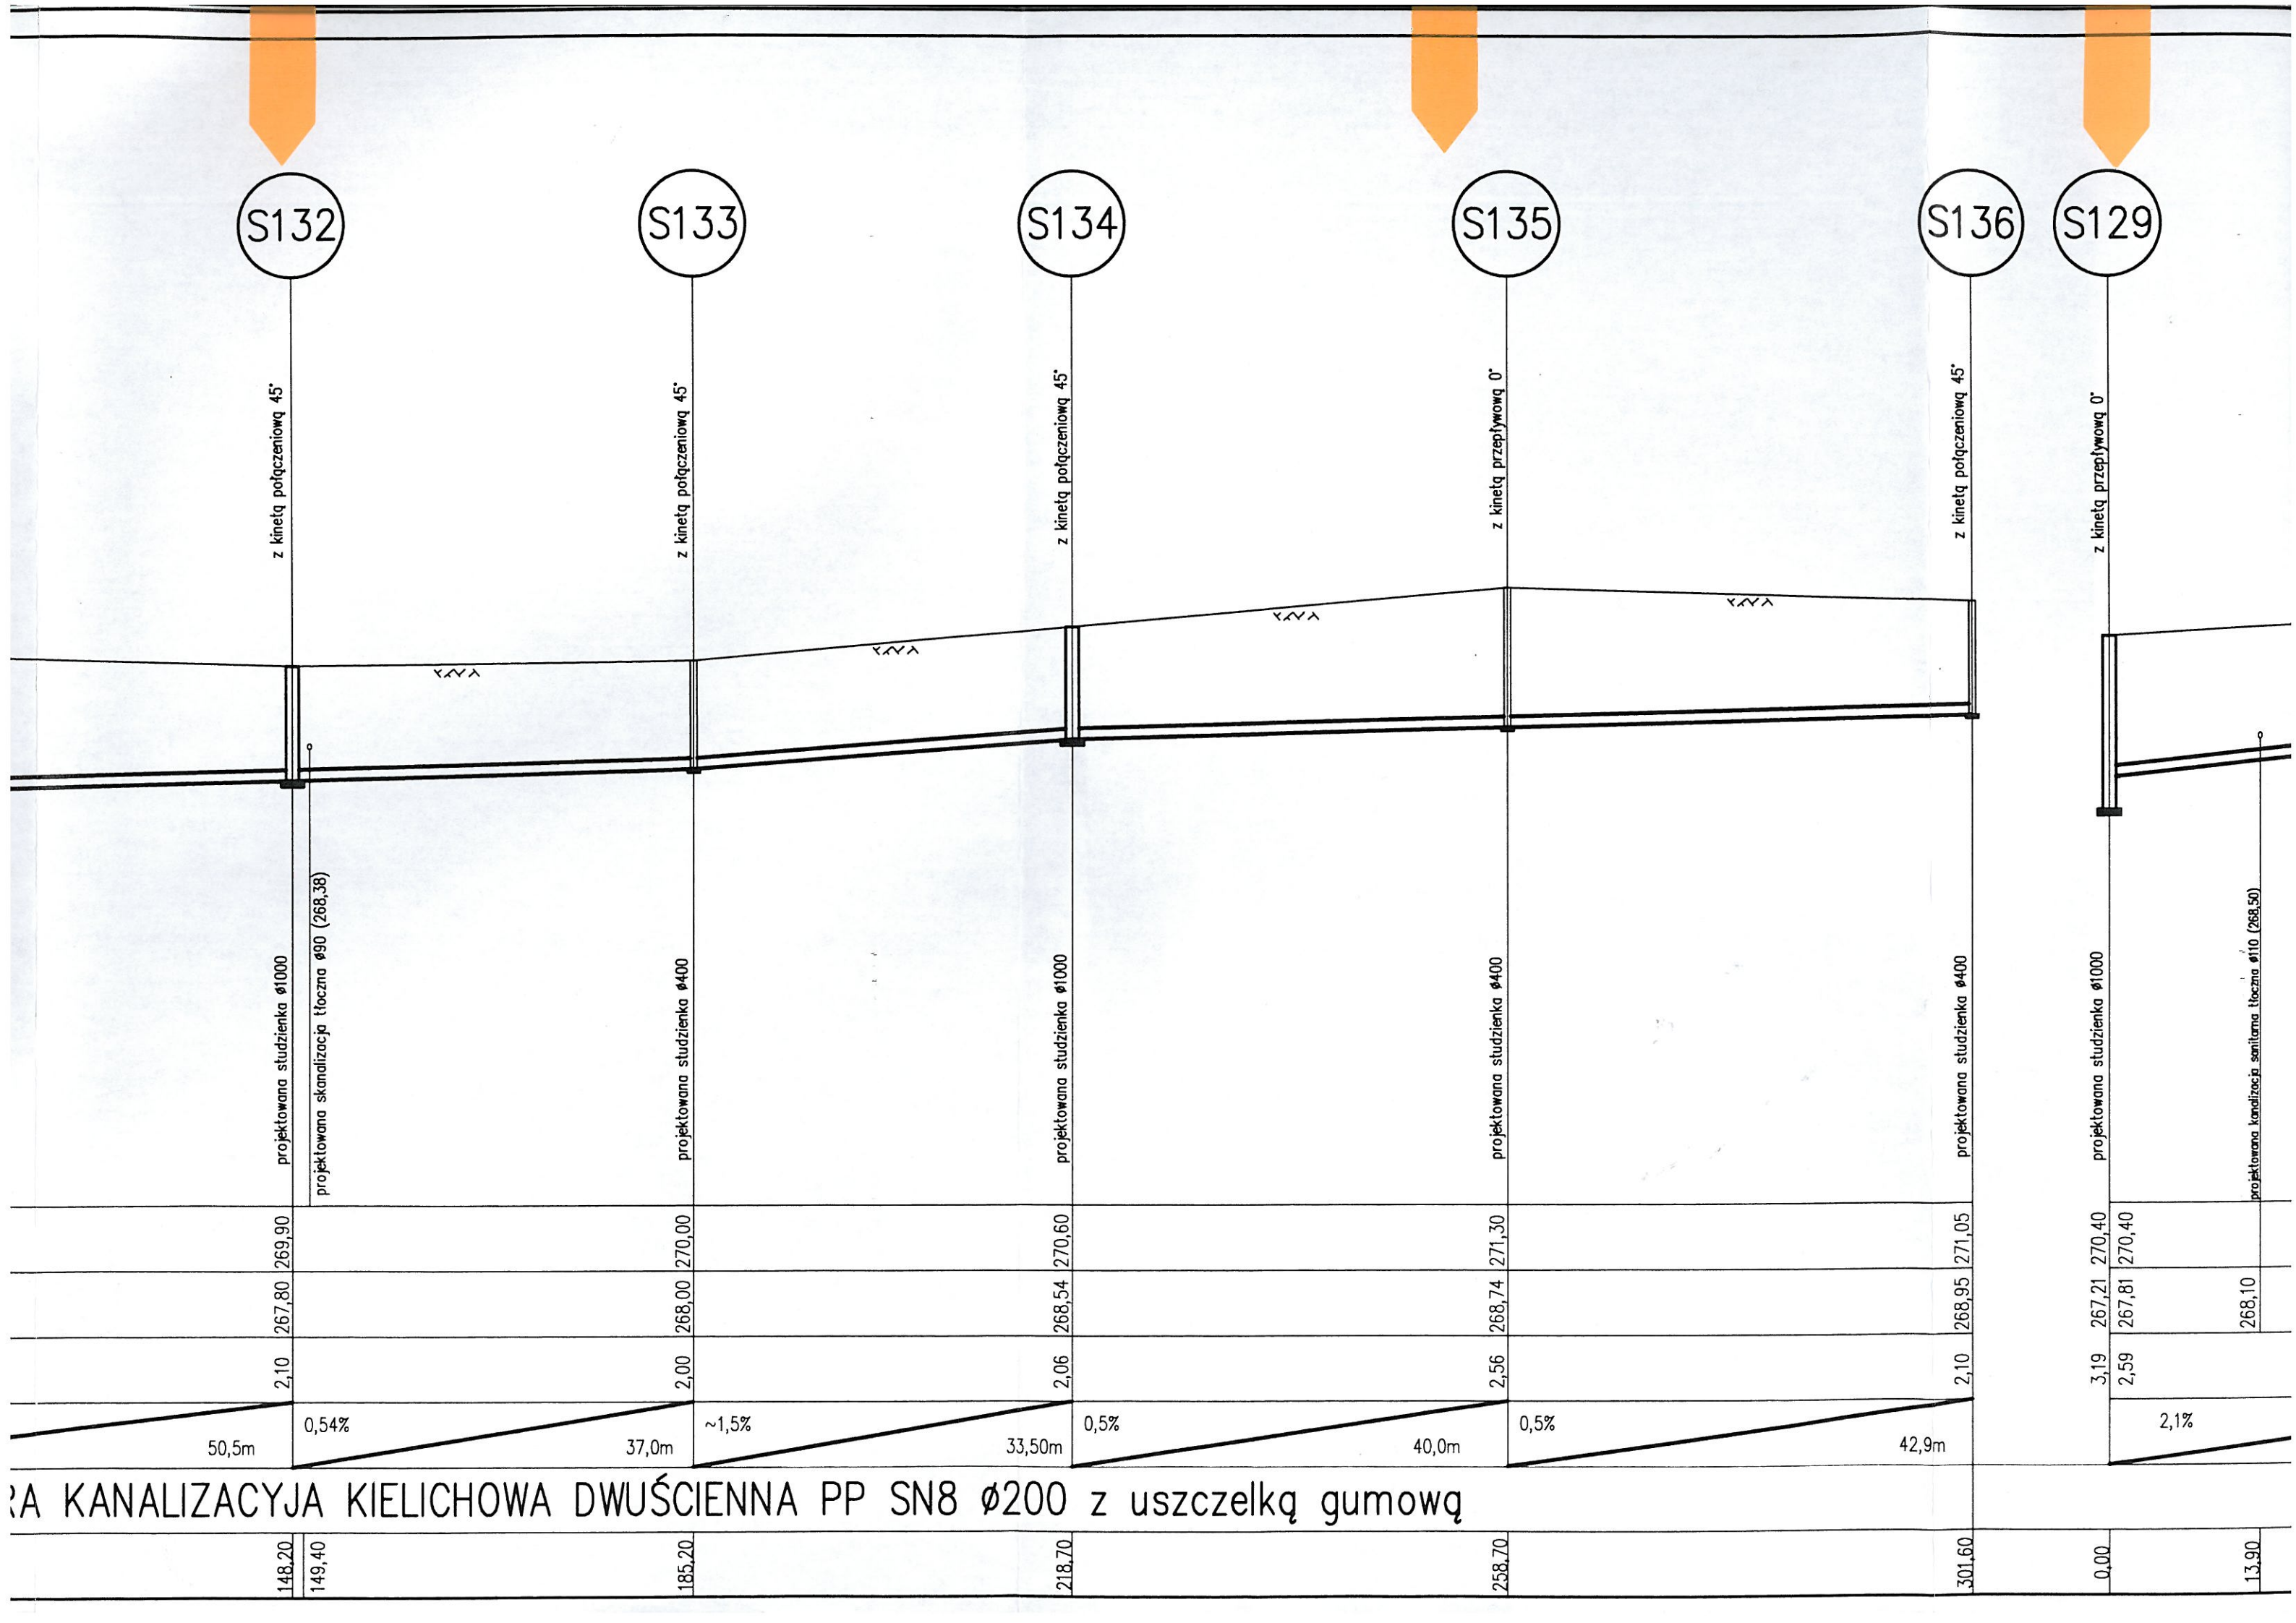 S132
S133
S134
S135
S136
S129
z kinetą połączeniową 45°
z kinetą połączeniową 45°
z kinetą połączeniową 45°
z kinetą przepływową 0°
z kinetą połączeniową 45°
z kinetą przepływową 0°
projektowana studzienka ø1000
projektowana skanalizacja tłoczna ø90 (268,38)
projektowana studzienka ø400
projektowana studzienka ø1000
projektowana studzienka ø400
projektowana studzienka ø400
projektowana studzienka ø1000
projektowana kanalizacja sanitarna tłoczna ø110 (268,50)
269,90
270,00
270,60
271,30
271,05
270,40
270,40
267,80
268,00
268,54
268,74
268,95
267,21
267,81
268,10
2,10
2,00
2,06
2,56
2,10
3,19
2,59
0,54%
~1,5%
0,5%
0,5%
2,1%
50,5m
37,0m
33,50m
40,0m
42,9m
RA KANALIZACYJA KIELICHOWA DWUŚCIENNA PP SN8 ø200 z uszczelką gumową
148,20
149,40
185,20
218,70
258,70
301,60
0,00
13,90